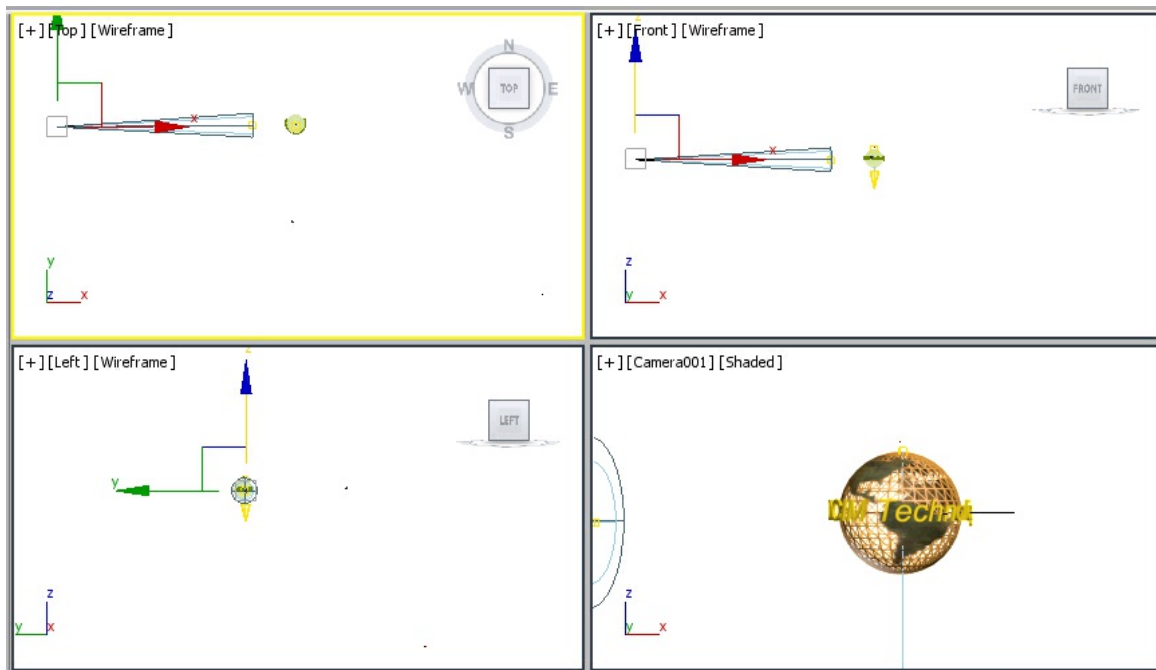 [+] [Top] [Wireframe]
N
W TOP E
S
x
y
z x
[+] [Front] [Wireframe]
z
FRONT
x
z
y x
[+] [Left] [Wireframe]
z
LEFT
y
z
y x
[+] [Camera001] [Shaded]
z
y x